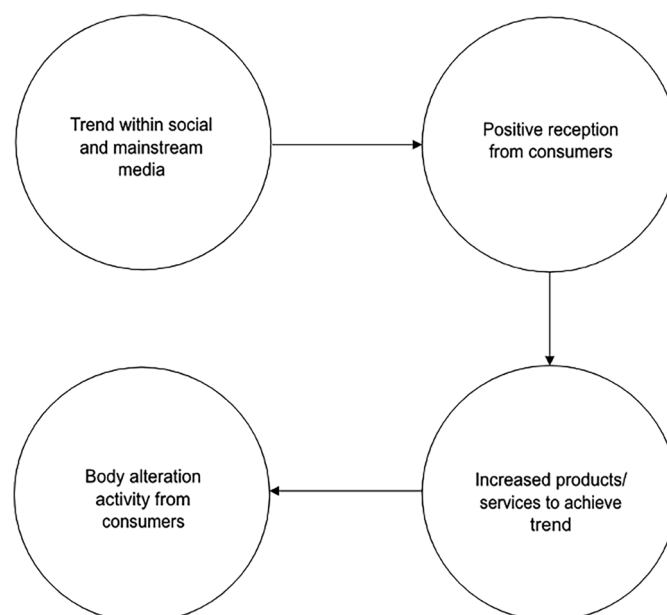 Trend within social
and mainstream
media
Positive reception
from consumers
Increased products/
services to achieve
trend
Body alteration
activity from
consumers